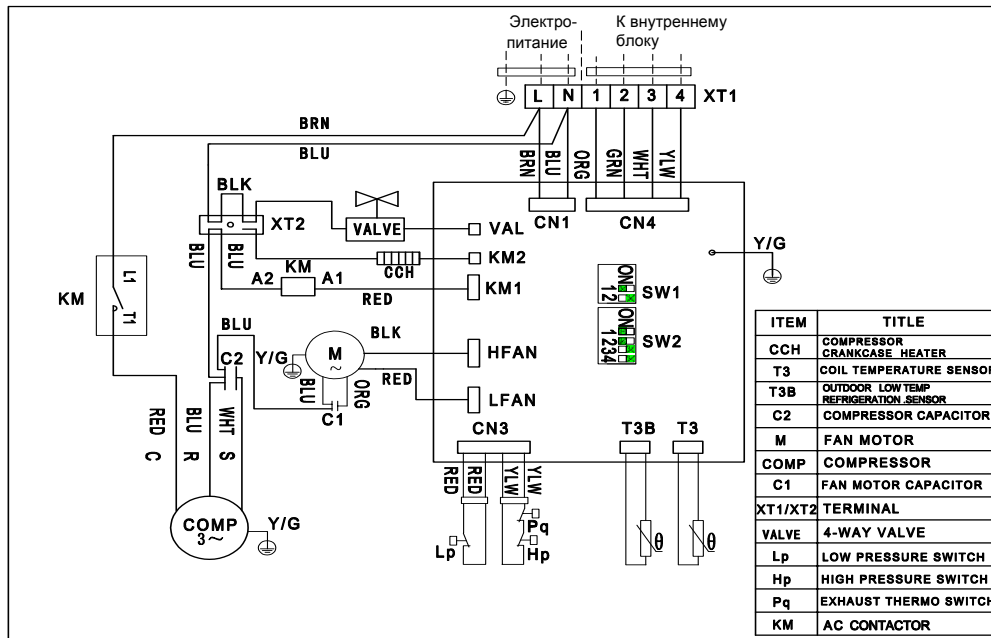 Электро-
питание
К внутреннему
блоку
L N 1 2 3 4 XT1
BRN
BLU
BRN
BLU
ORG
GRN
WHT
YLW
BLK
XT2
VALVE
VAL
CN1
CN4
Y/G
BLU
BLU
KM
A2
A1
CCH
KM2
RED
KM1
L1
T1
KM
ON
12
SW1
ON
1234
SW2
BLU
C2
Y/G
M
~
BLK
HFAN
RED
LFAN
BLU
ORG
C1
RED C
BLU R
WHT S
COMP
3~
Y/G
CN3
RED
RED
YLW
YLW
Lp
Pq
Hp
T3B
T3
θ
θ
ITEM TITLE
CCH COMPRESSOR
CRANKCASE HEATER
T3 COIL TEMPERATURE SENSOR
T3B OUTDOOR LOW TEMP
REFRIGERATION .SENSOR
C2 COMPRESSOR CAPACITOR
M FAN MOTOR
COMP COMPRESSOR
C1 FAN MOTOR CAPACITOR
XT1/XT2 TERMINAL
VALVE 4-WAY VALVE
Lp LOW PRESSURE SWITCH
Hp HIGH PRESSURE SWITCH
Pq EXHAUST THERMO SWITCH
KM AC CONTACTOR